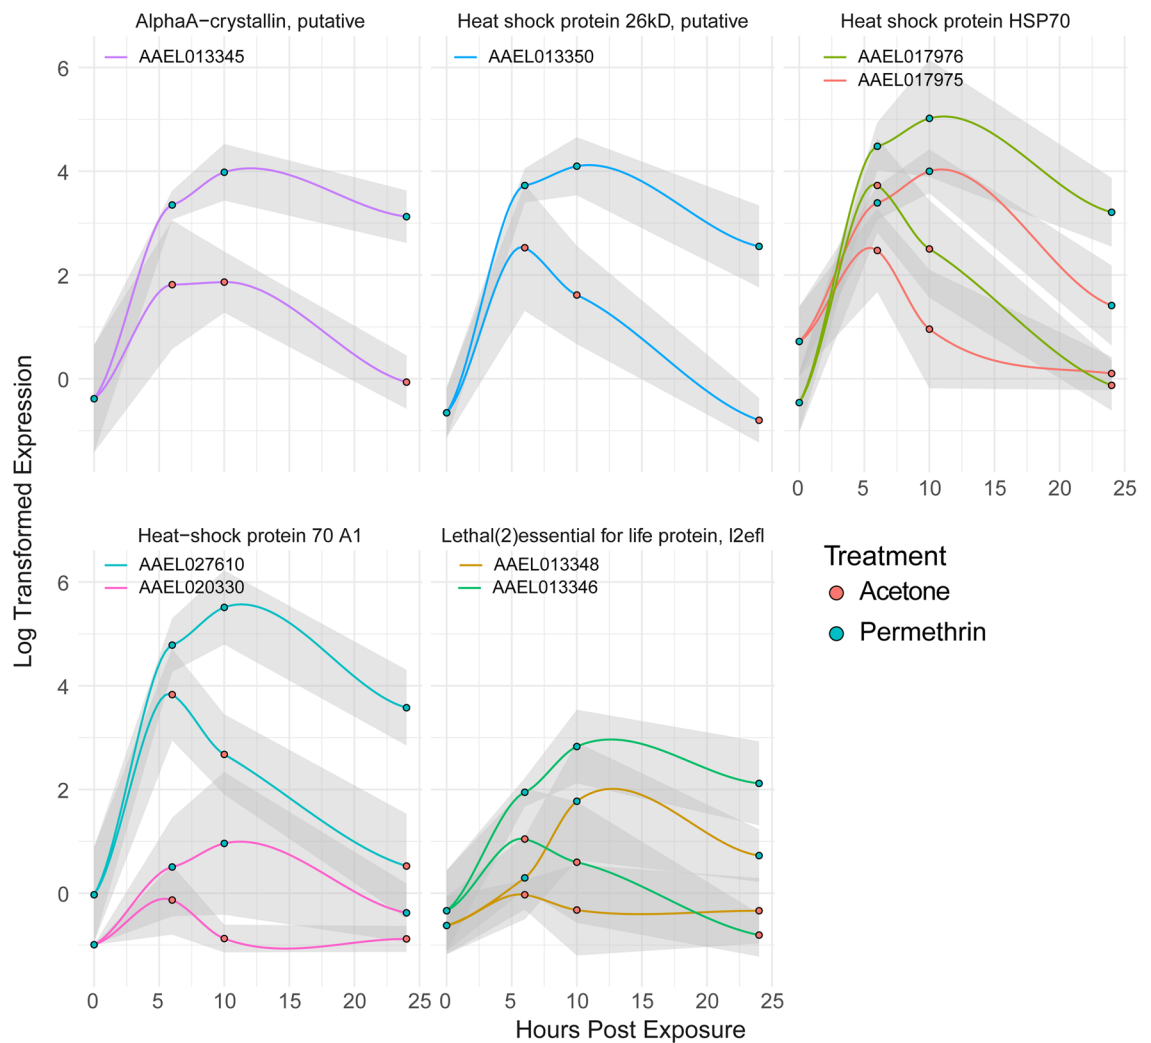 AlphaA−crystallin, putative
AAEL013345
Heat shock protein 26kD, putative
AAEL013350
Heat shock protein HSP70
AAEL017976
AAEL017975
6
4
2
0
0 5 10 15 20 25
Log Transformed Expression
Heat−shock protein 70 A1
AAEL027610
AAEL020330
Lethal(2)essential for life protein, l2efl
AAEL013348
AAEL013346
6
4
2
0
0 5 10 15 20 25
0 5 10 15 20 25
Hours Post Exposure
Treatment
Acetone
Permethrin